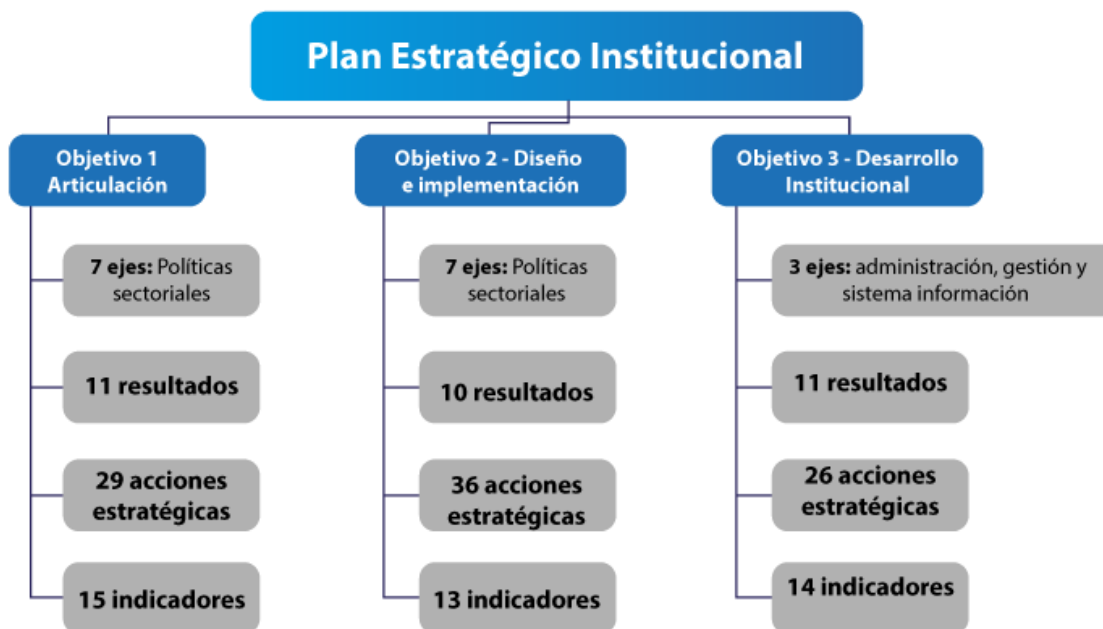 Plan Estratégico Institucional
Objetivo 1
Articulación
7 ejes: Políticas
sectoriales
11 resultados
29 acciones
estratégicas
15 indicadores
Objetivo 2 - Diseño
e implementación
7 ejes: Políticas
sectoriales
10 resultados
36 acciones
estratégicas
13 indicadores
Objetivo 3 - Desarrollo
Institucional
3 ejes: administración, gestión y
sistema información
11 resultados
26 acciones
estratégicas
14 indicadores